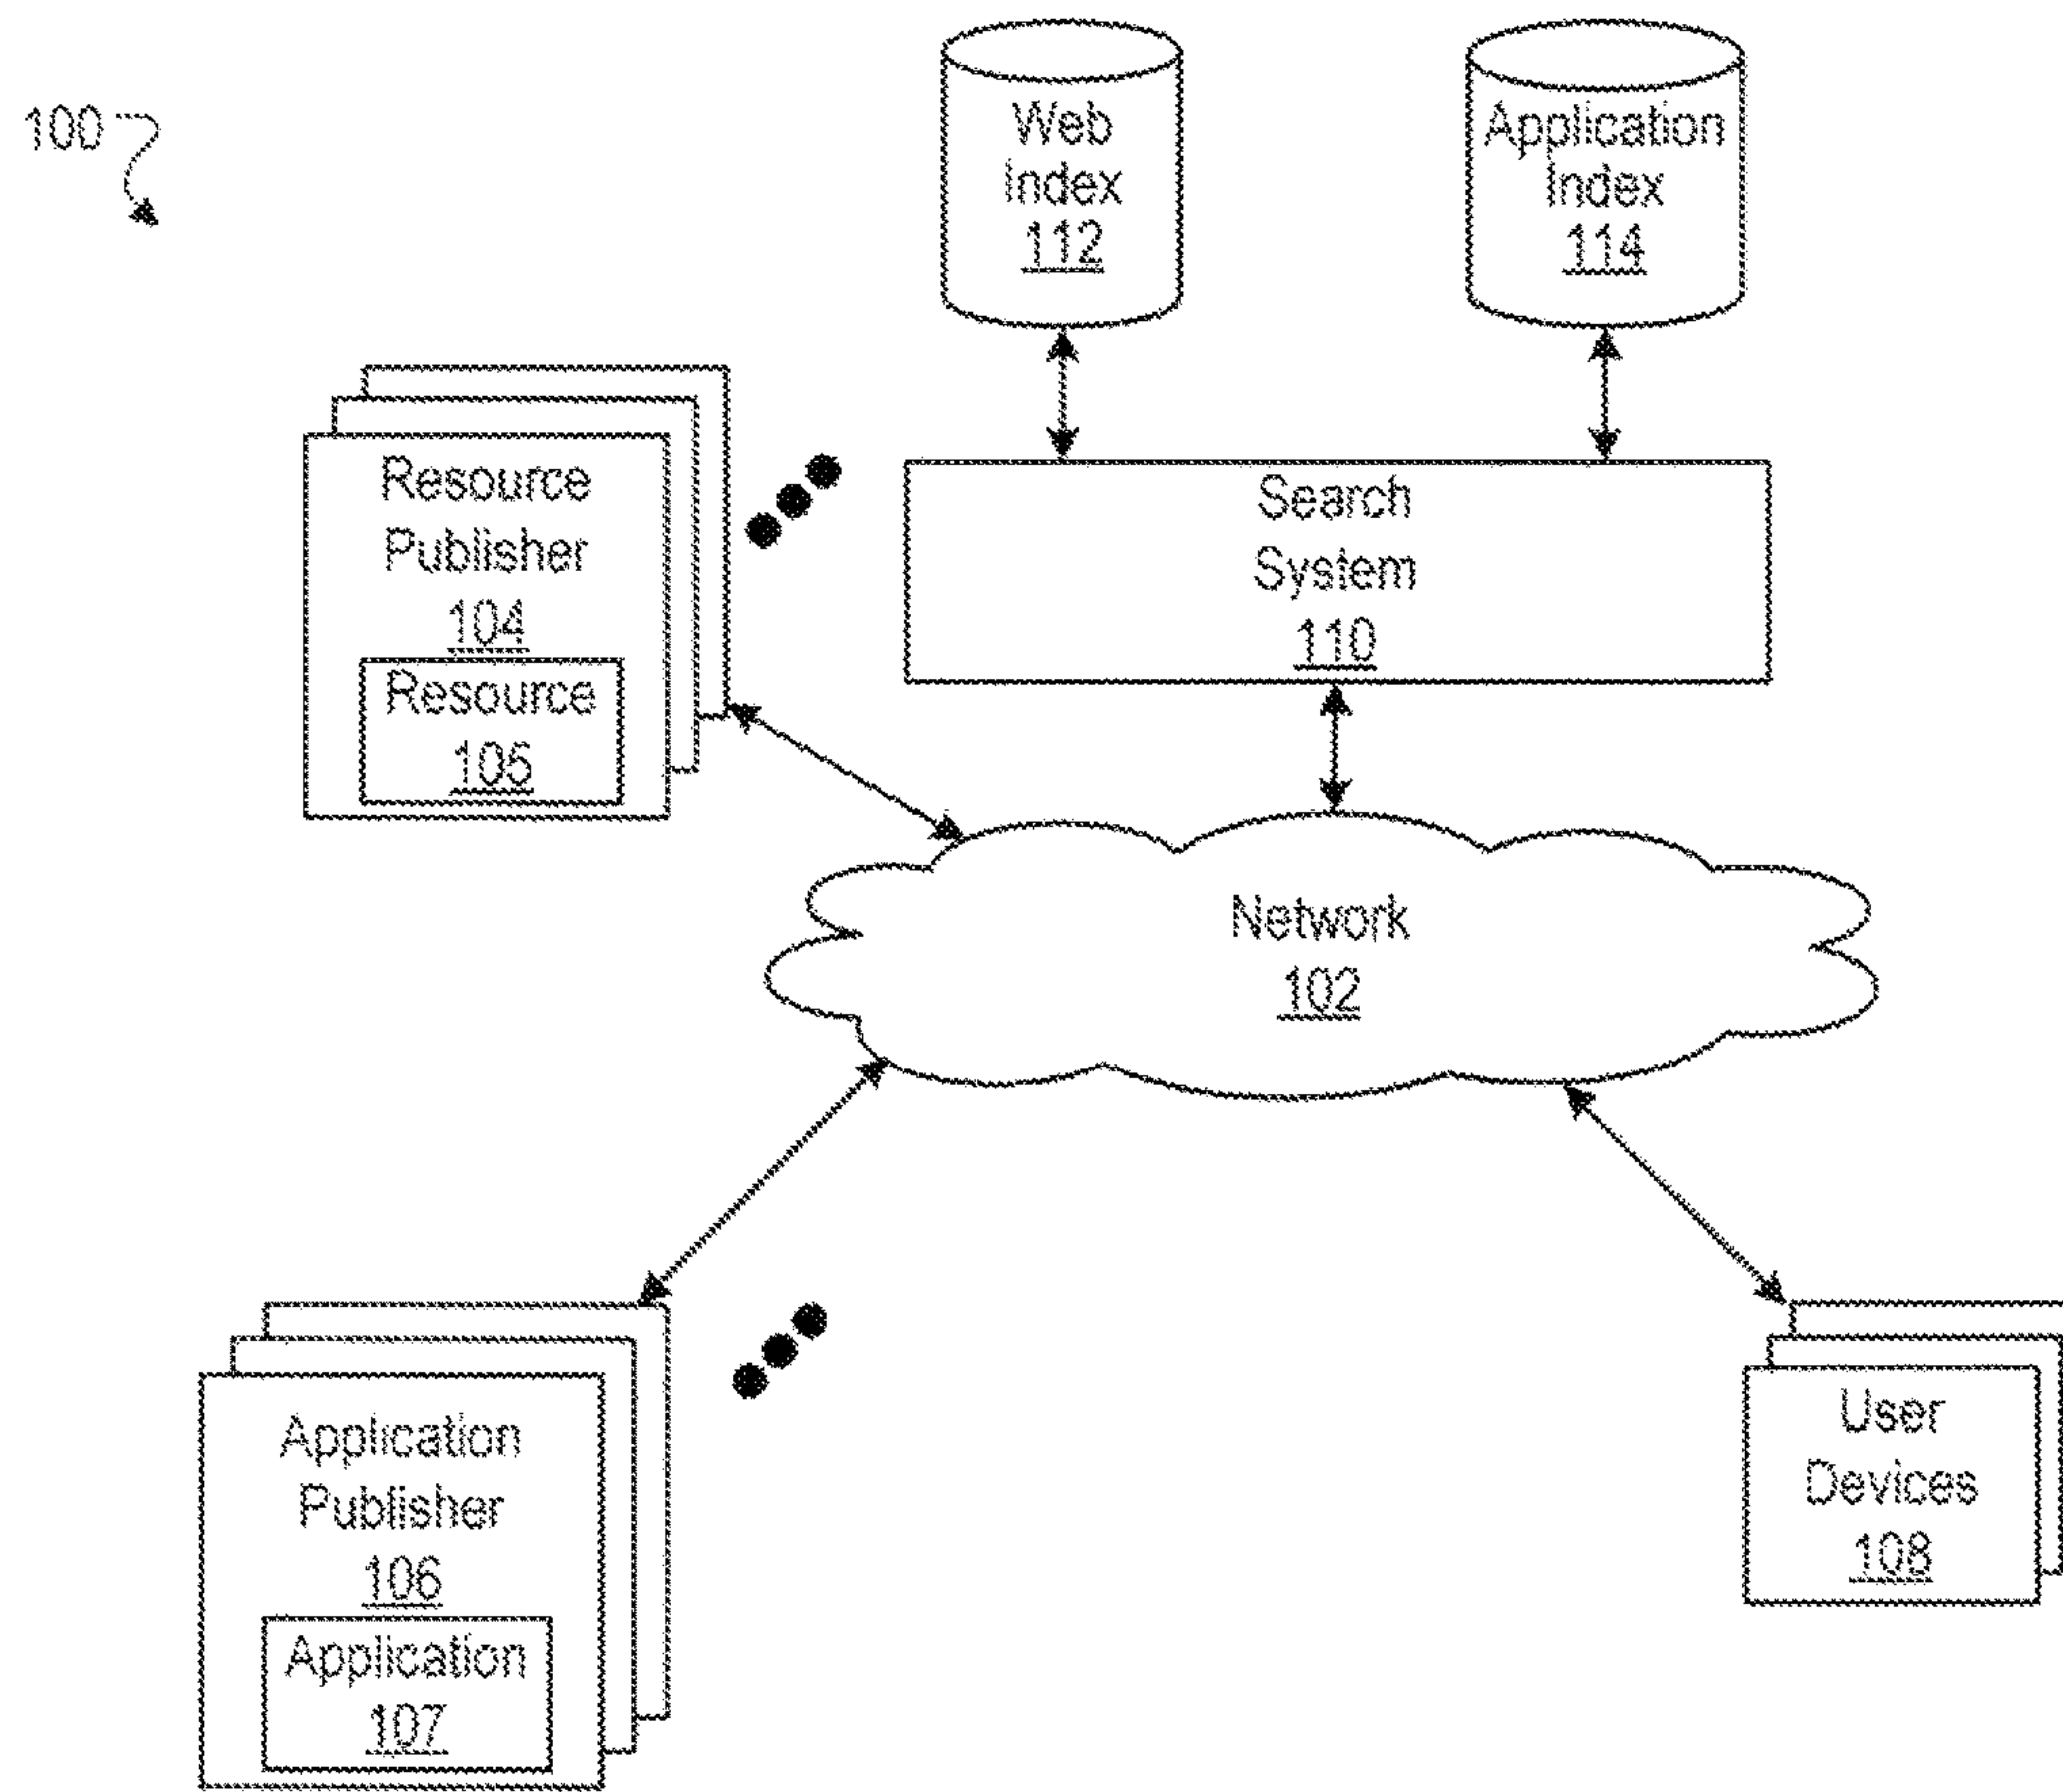 100
Web
Index
112
Application
Index
114
Resource
Publisher
104
Resource
105
Search
System
110
Network
102
Application
Publisher
106
Application
107
User
Devices
108